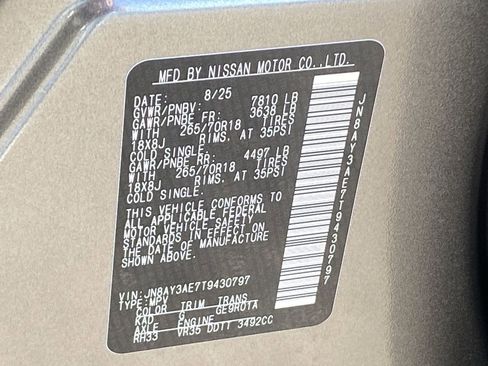 MFD BY NISSAN MOTOR CO.,LTD.
DATE: 8/25
GVWR/PNBV: 7810 LB
GAWR/PNBE FR: 3638 LB
WITH 265/70R18 TIRES
18X8J RIMS, AT 35PSI
COLD SINGLE.
GAWR/PNBE RR: 4497 LB
WITH 265/70R18 TIRES
18X8J RIMS, AT 35PSI
COLD SINGLE.
THIS VEHICLE CONFORMS TO
ALL APPLICABLE FEDERAL
MOTOR VEHICLE SAFETY
STANDARDS IN EFFECT ON
THE DATE OF MANUFACTURE
SHOWN ABOVE.
VIN:JN8AY3AE7T9430797
TYPE:MPV
COLOR TRIM TRANS
KAD G GE9R01A
AXLE ENGINE
RH33 VR35 DDTT 3492CC
JN8AY3AE7T9430797